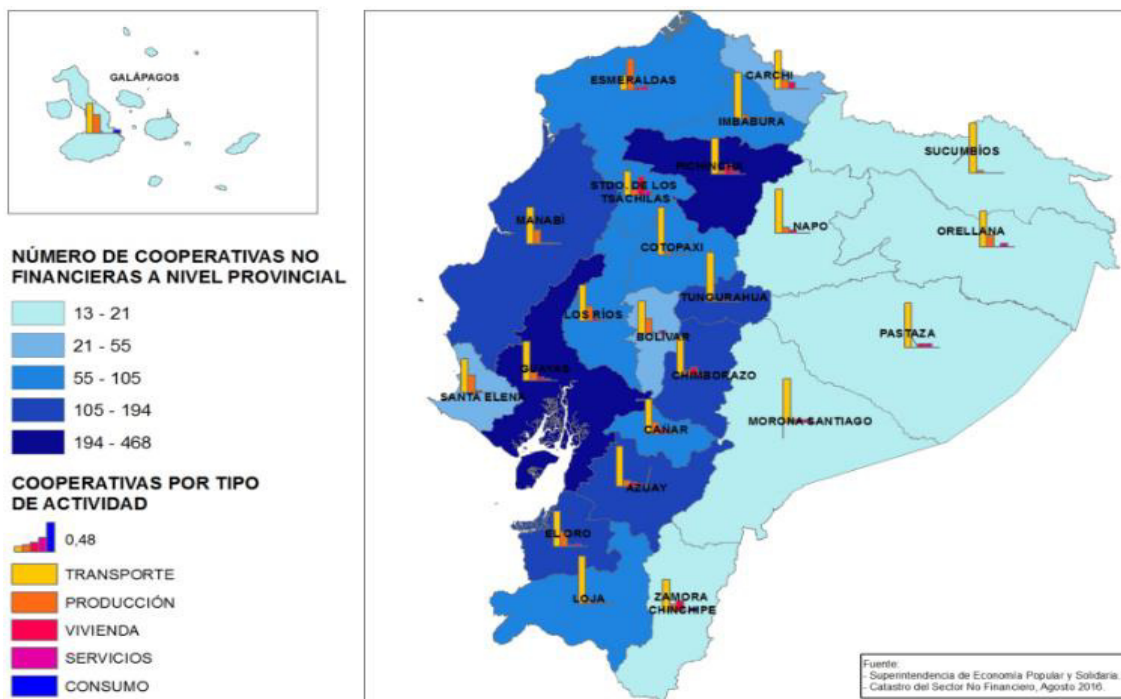 GALÁPAGOS
NÚMERO DE COOPERATIVAS NO
FINANCIERAS A NIVEL PROVINCIAL
13 - 21
21 - 55
55 - 105
105 - 194
194 - 468
COOPERATIVAS POR TIPO
DE ACTIVIDAD
0,48
TRANSPORTE
PRODUCCIÓN
VIVIENDA
SERVICIOS
CONSUMO
ESMERALDAS
CARCHI
IMBABURA
SUCUMBÍOS
PICHINCHA
STDO. DE LOS
TSACHILAS
MANABÍ
NAPO
ORELLANA
COTOPAXI
TUNGURAHUA
LOS RÍOS
BOLIVAR
PASTAZA
GUAYAS
CHIMBORAZO
SANTA ELENA
MORONA SANTIAGO
CAÑAR
AZUAY
EL ORO
LOJA
ZAMORA
CHINCHIPE
Fuente:
- Superintendencia de Economía Popular y Solidaria.
- Catastro del Sector No Financiero, Agosto 2016.